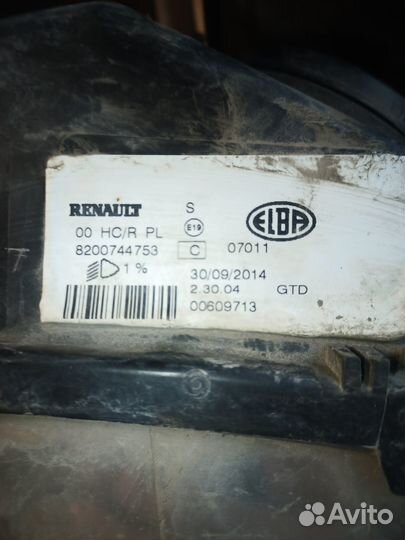 RENAULT S ELBA
00 HC/R PL E19
8200744753 C 07011
1% 30/09/2014
2.30.04 GTD
00609713
Avito